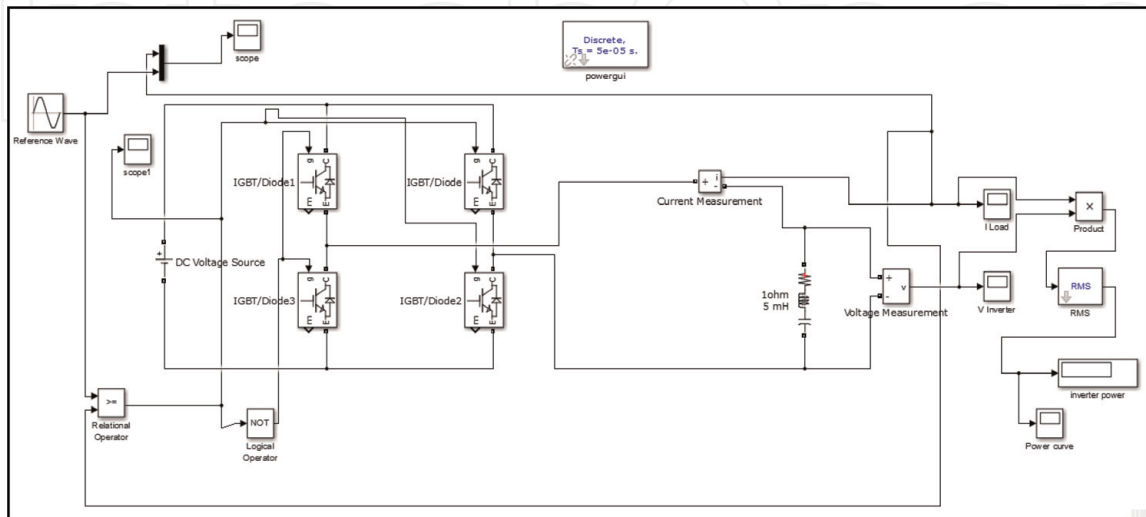 scope
Discrete,
Ts = 5e-05 s.
powergui
Reference Wave
scope1
g
C
E
m
IGBT/Diode1
g
C
E
m
IGBT/Diode
DC Voltage Source
g
C
E
m
IGBT/Diode3
g
C
E
m
IGBT/Diode2
+
i
-
Current Measurement
1ohm
5 mH
+
-
v
Voltage Measurement
I Load
×
Product
V Inverter
RMS
RMS
inverter power
Power curve
>=
Relational
Operator
NOT
Logical
Operator